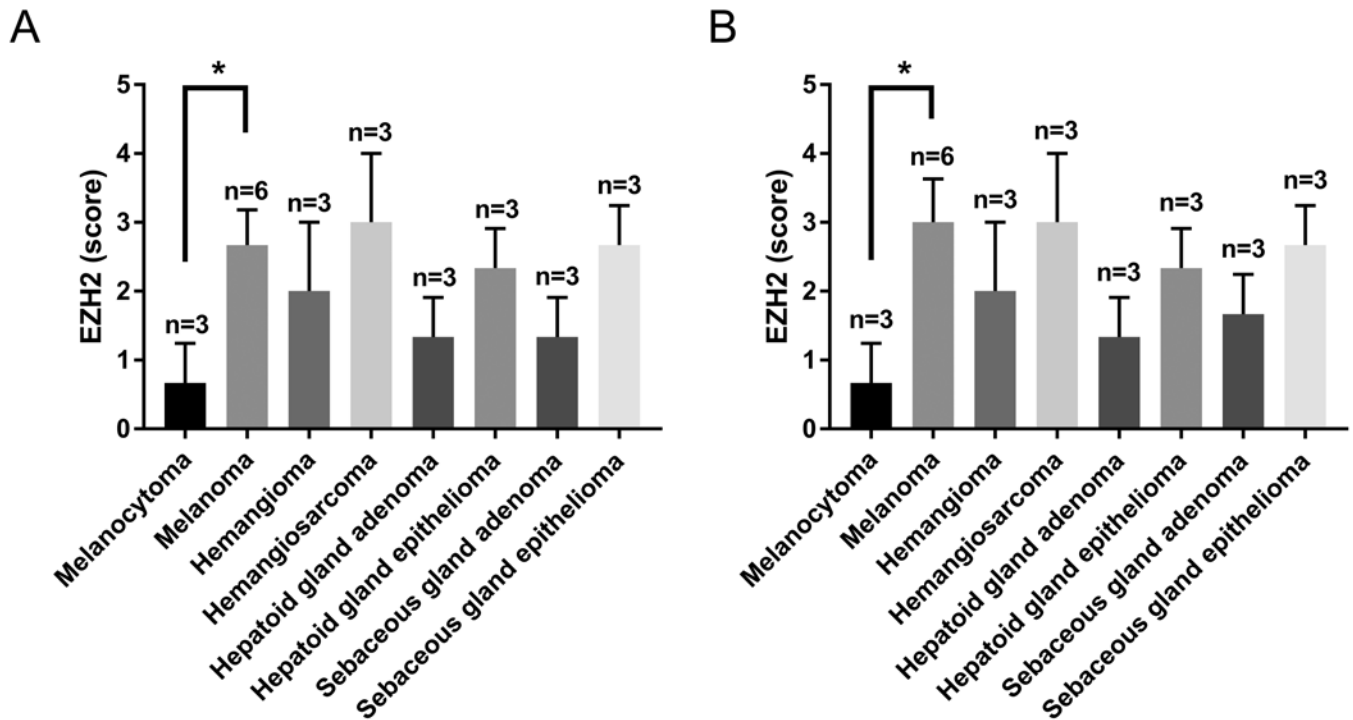 A
*
5
4
3
2
1
0
EZH2 (score)
n=3
n=6
n=3
n=3
n=3
n=3
n=3
n=3
Melanocytoma
Melanoma
Hemangioma
Hemangiosarcoma
Hepatoid gland adenoma
Hepatoid gland epithelioma
Sebaceous gland adenoma
Sebaceous gland epithelioma
B
*
5
4
3
2
1
0
EZH2 (score)
n=3
n=6
n=3
n=3
n=3
n=3
n=3
n=3
Melanocytoma
Melanoma
Hemangioma
Hemangiosarcoma
Hepatoid gland adenoma
Hepatoid gland epithelioma
Sebaceous gland adenoma
Sebaceous gland epithelioma